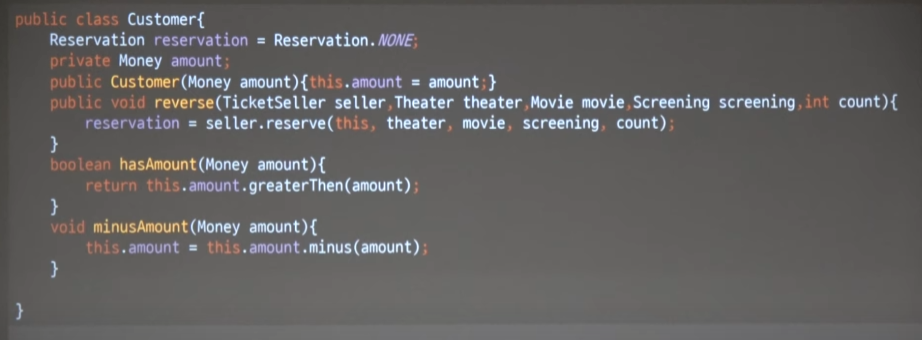 public class Customer{
    Reservation reservation = Reservation.NONE;
    private Money amount;
    public Customer(Money amount){this.amount = amount;}
    public void reverse(TicketSeller seller,Theater theater,Movie movie,Screening screening,int count){
        reservation = seller.reserve(this, theater, movie, screening, count);
    }
    boolean hasAmount(Money amount){
        return this.amount.greaterThen(amount);
    }
    void minusAmount(Money amount){
        this.amount = this.amount.minus(amount);
    }
}